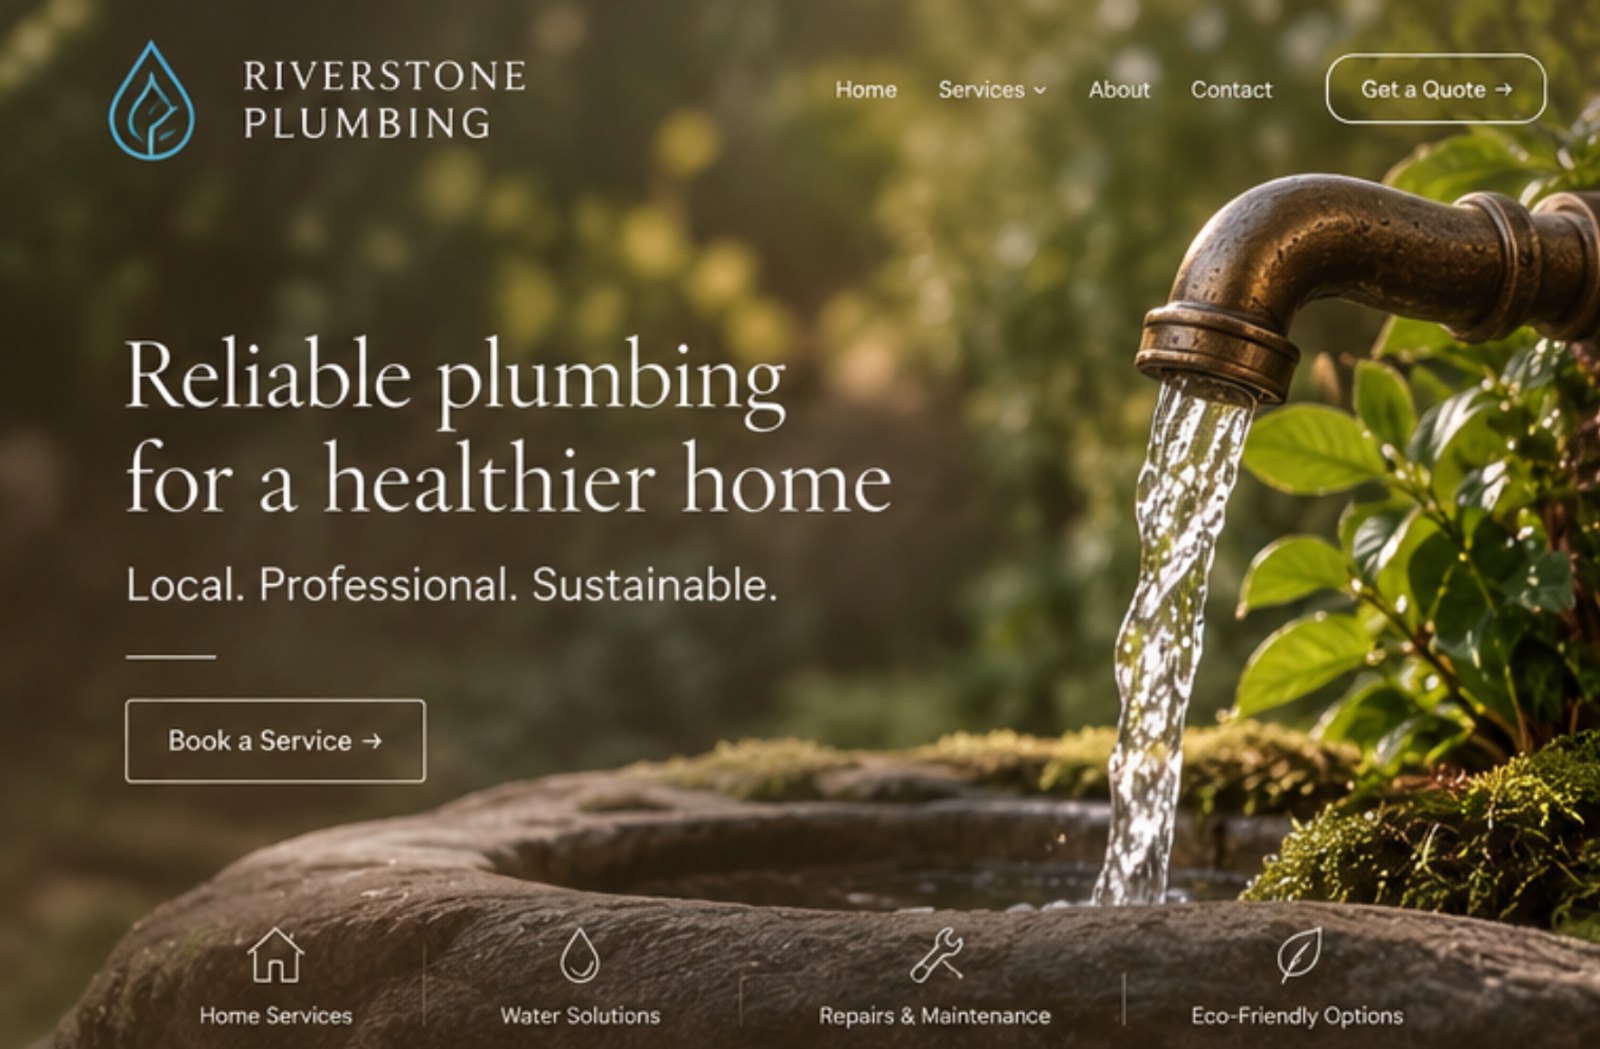 RIVERSTONE
PLUMBING
Home
Services
About
Contact
Get a Quote →
Reliable plumbing
for a healthier home
Local. Professional. Sustainable.
Book a Service →
Home Services
Water Solutions
Repairs & Maintenance
Eco-Friendly Options